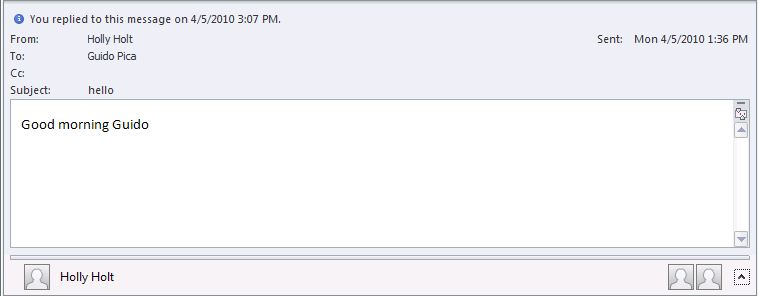 You replied to this message on 4/5/2010 3:07 PM.
From: Holly Holt Sent: Mon 4/5/2010 1:36 PM
To: Guido Pica
Cc:
Subject: hello
Good morning Guido
Holly Holt